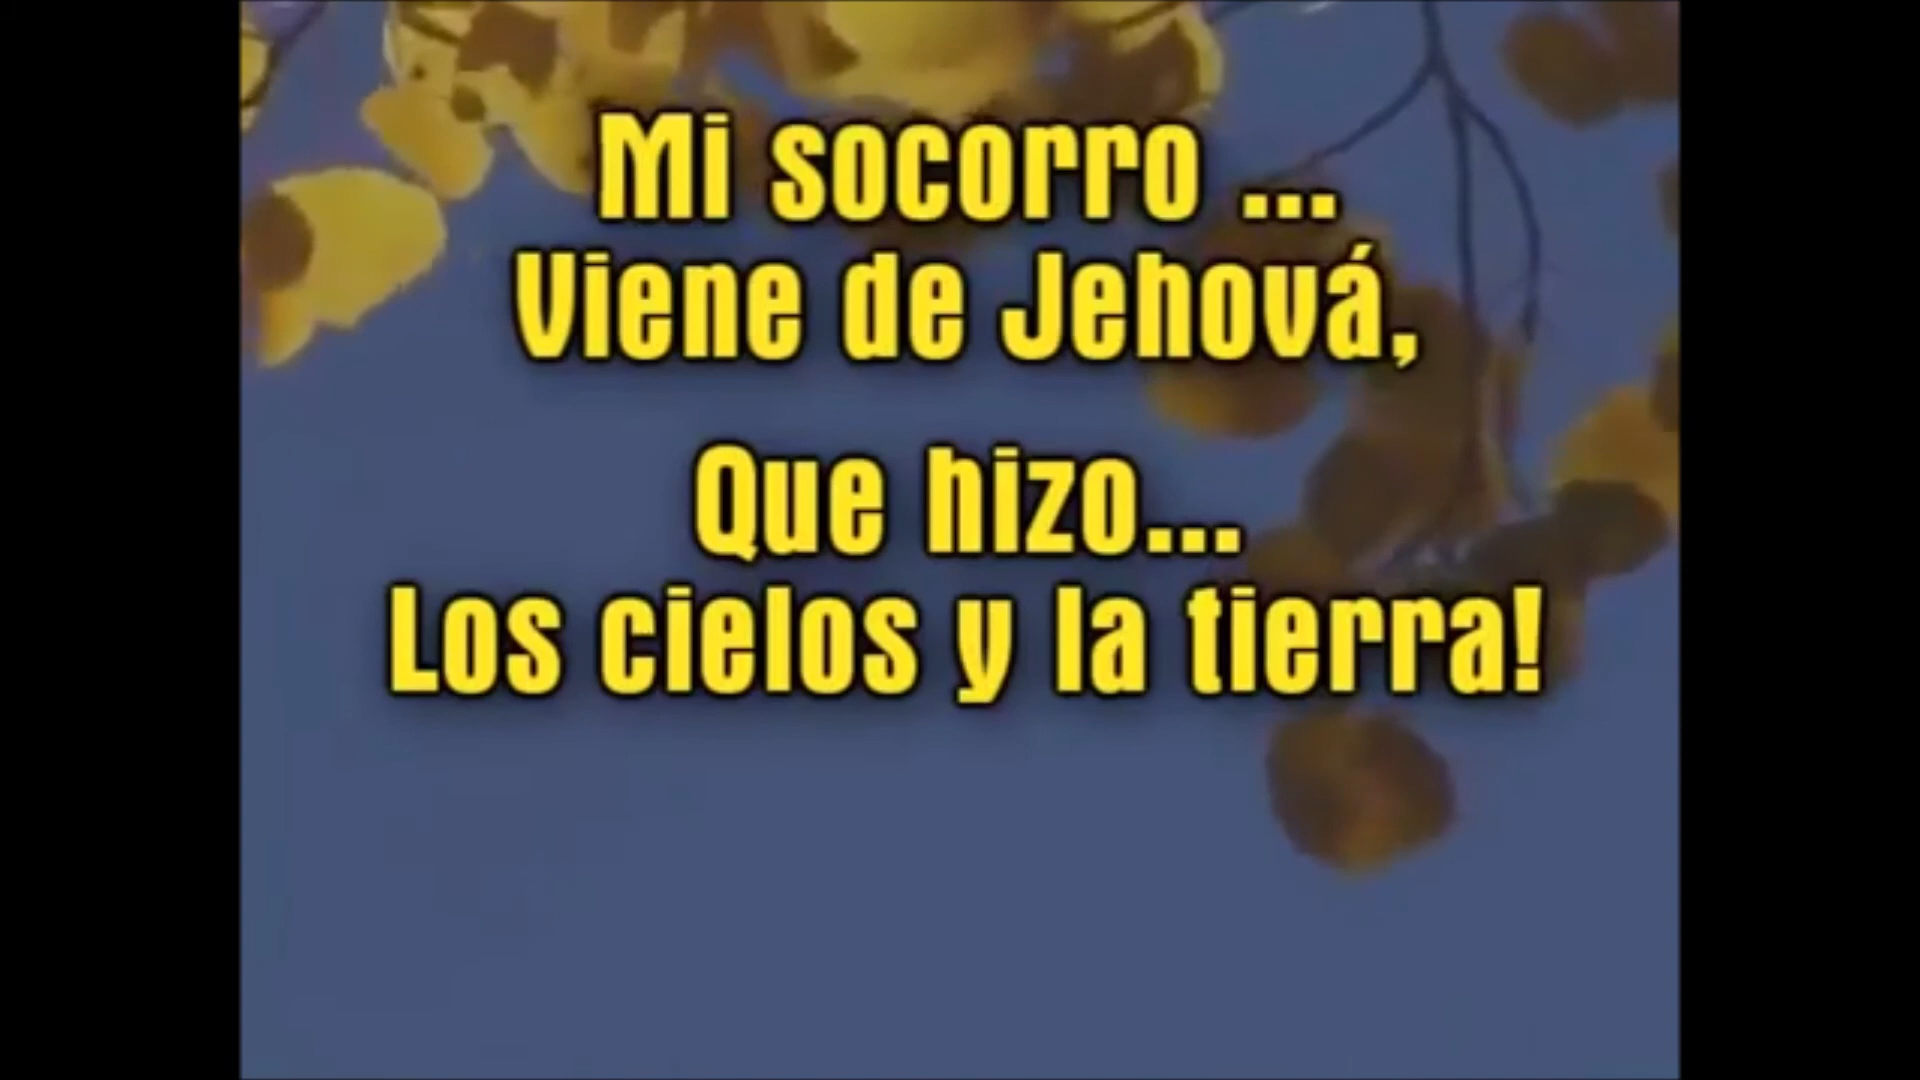 Mi socorro ...
Viene de Jehová,
Que hizo...
Los cielos y la tierra!